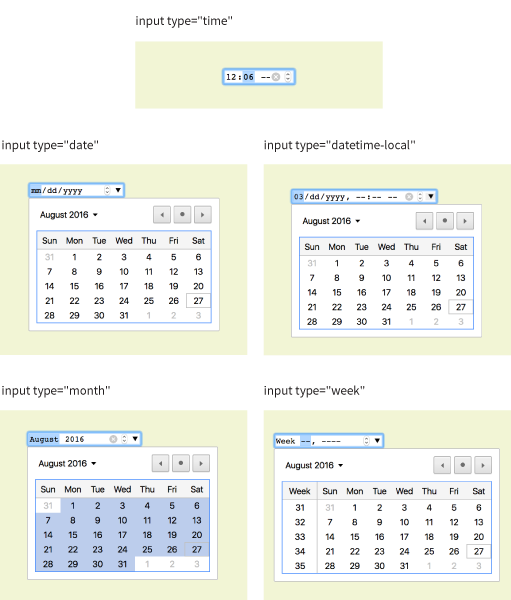 input type="time"
12:06 --
input type="date"
mm/dd/yyyy
August 2016
Sun Mon Tue Wed Thu Fri Sat
31 1 2 3 4 5 6
7 8 9 10 11 12 13
14 15 16 17 18 19 20
21 22 23 24 25 26 27
28 29 30 31 1 2 3
input type="datetime-local"
03/dd/yyyy, --:-- --
August 2016
Sun Mon Tue Wed Thu Fri Sat
31 1 2 3 4 5 6
7 8 9 10 11 12 13
14 15 16 17 18 19 20
21 22 23 24 25 26 27
28 29 30 31 1 2 3
input type="month"
August 2016
August 2016
Sun Mon Tue Wed Thu Fri Sat
31 1 2 3 4 5 6
7 8 9 10 11 12 13
14 15 16 17 18 19 20
21 22 23 24 25 26 27
28 29 30 31 1 2 3
input type="week"
Week --, ----
August 2016
Week Sun Mon Tue Wed Thu Fri Sat
31 31 1 2 3 4 5 6
32 7 8 9 10 11 12 13
33 14 15 16 17 18 19 20
34 21 22 23 24 25 26 27
35 28 29 30 31 1 2 3